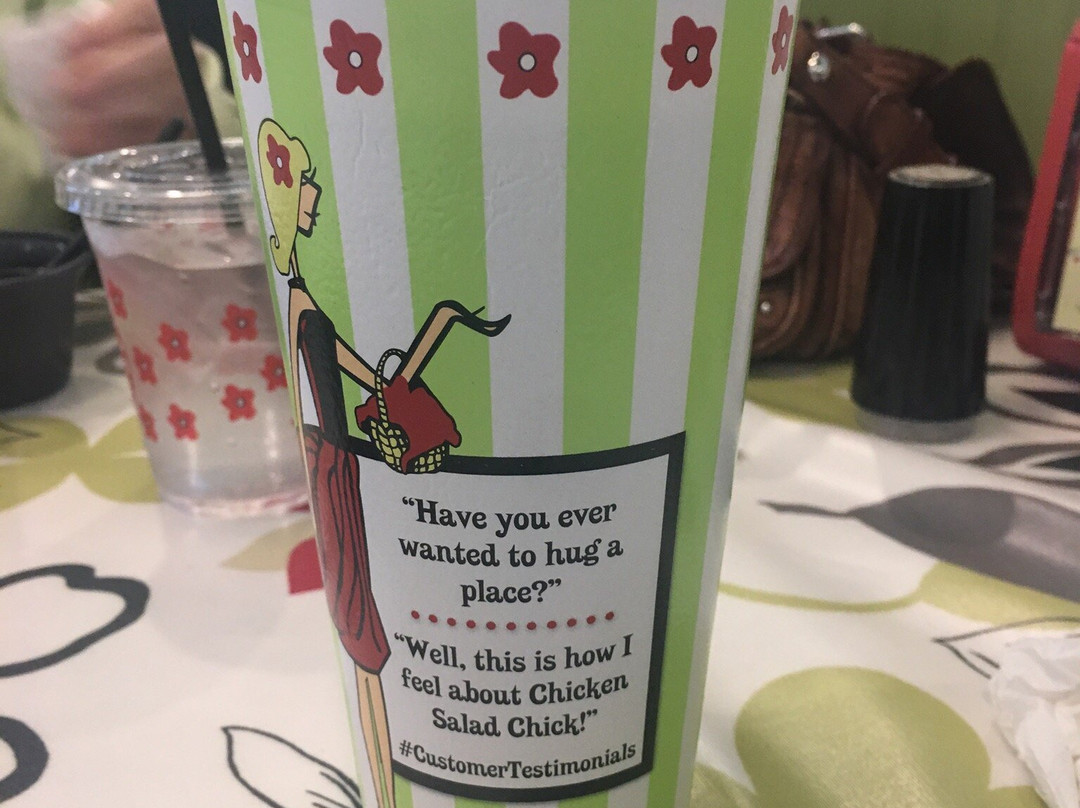 “Have you ever
wanted to hug a
place?”
“Well, this is how I
feel about Chicken
Salad Chick!”
#CustomerTestimonials